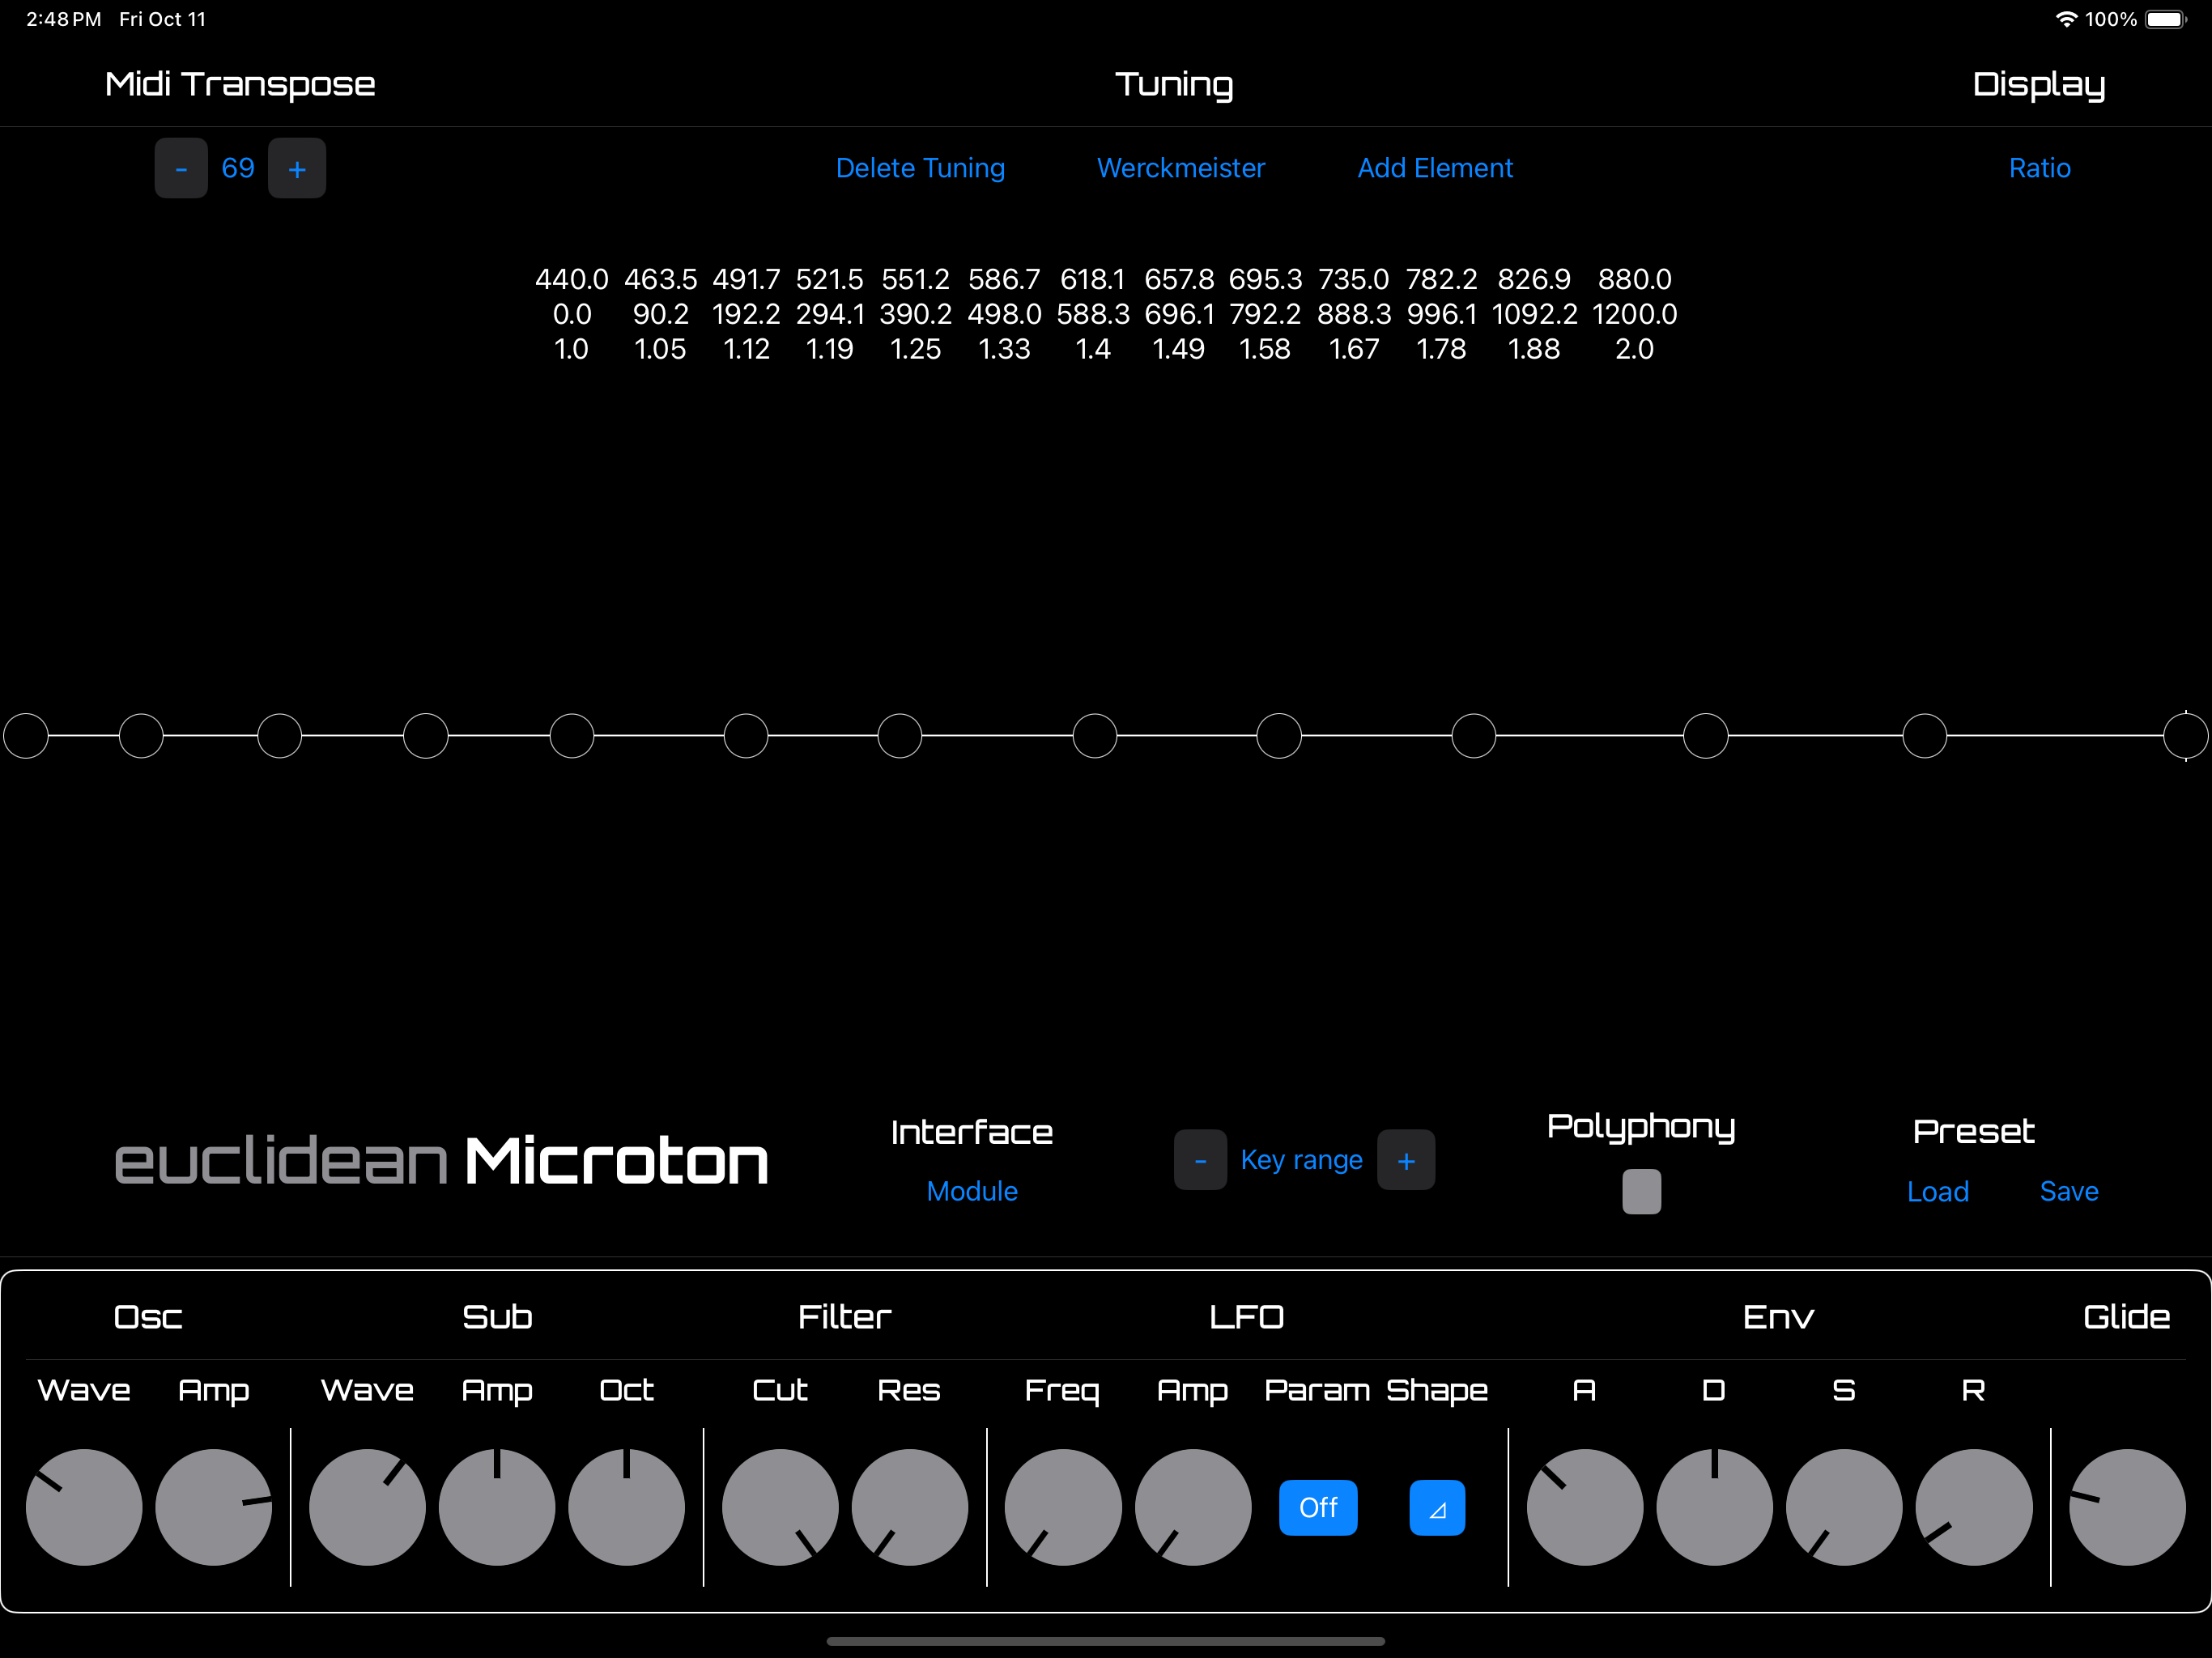 2:48 PM Fri Oct 11 100%
Midi Transpose Tuning Display
- 69 + Delete Tuning Werckmeister Add Element Ratio
440.0 463.5 491.7 521.5 551.2 586.7 618.1 657.8 695.3 735.0 782.2 826.9 880.0
0.0 90.2 192.2 294.1 390.2 498.0 588.3 696.1 792.2 888.3 996.1 1092.2 1200.0
1.0 1.05 1.12 1.19 1.25 1.33 1.4 1.49 1.58 1.67 1.78 1.88 2.0
euclidean Microton
Interface
Module
- Key range +
Polyphony
Preset
Load Save
Osc Sub Filter LFO Env Glide
Wave Amp Wave Amp Oct Cut Res Freq Amp Param Shape A D S R
Off